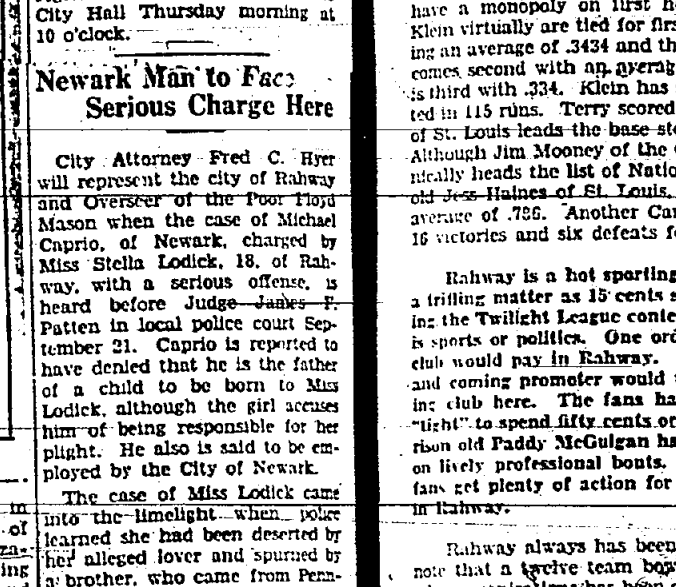 City Hall Thursday morning at
10 o'clock.
Newark Man to Face
Serious Charge Here
City Attorney Fred C. Hyer
will represent the city of Rahway
and Overseer of the Poor Floyd
Mason when the case of Michael
Caprio, of Newark, charged by
Miss Stella Lodick, 18, of Rah-
way, with a serious offense, is
heard before Judge James F.
Patten in local police court Sep-
tember 21. Caprio is reported to
have denied that he is the father
of a child to be born to Miss
Lodick, although the girl accuses
him of being responsible for her
plight. He also is said to be em-
ployed by the City of Newark.
The case of Miss Lodick came
into the limelight when police
learned she had been deserted by
her alleged lover and spurned by
a brother, who came from Penn-
in
of
za-
ing
have a monopoly on first
Klein virtually are tied for
ing an average of .3434 and
comes second with an
is third with .334. Klein has
ted in 115 runs. Terry scored
of St. Louis leads the base
Although Jim Mooney of the
nically heads the list of
old Jess Haines of St. Louis,
average of .786. Another
16 victories and six defeats
Rahway is a hot sporting
a trifling matter as 15 cents
ing the Twilight League
is sports or politics. One
club would pay in Rahway.
and coming promoter would
ing club here. The fans
"tight" to spend fifty cents or
rison old Paddy McGuigan
on lively professional bouts.
fans get plenty of action for
in Rahway.
Rahway always has been
note that a twelve team